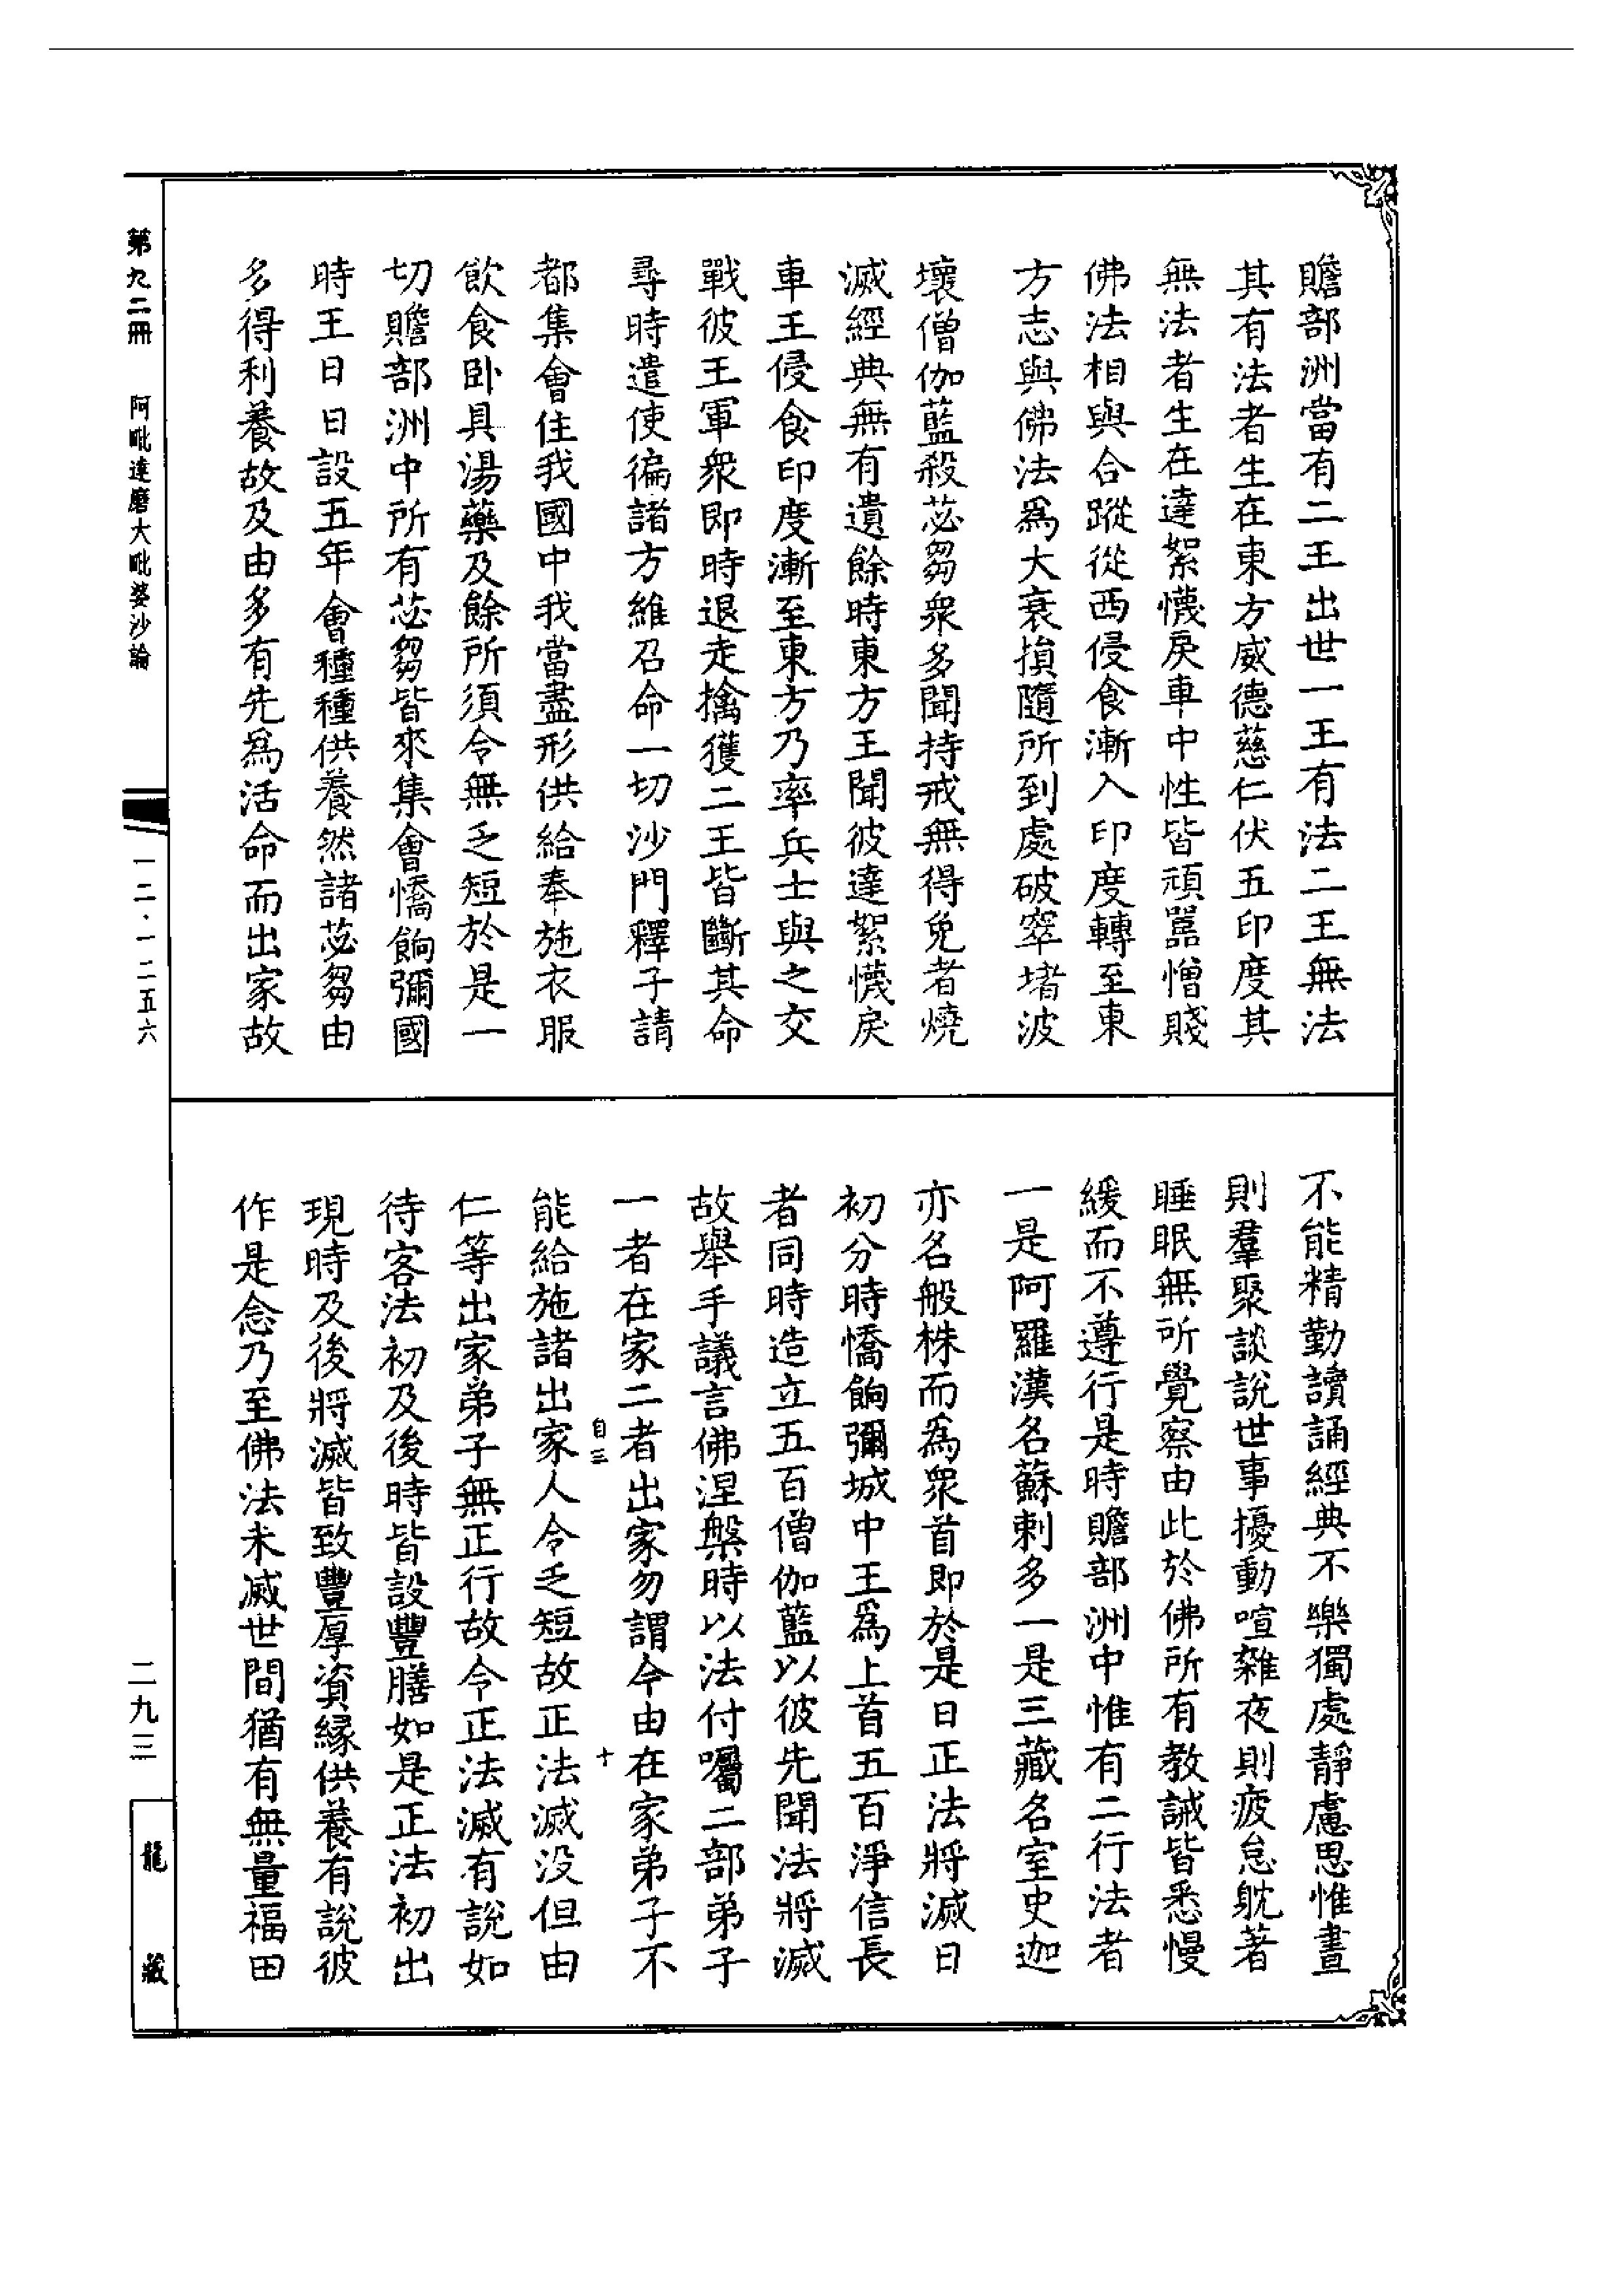 贍部洲當有二王出世一王有法二王無法
其有法者生在東方威德慈仁伏五印度其
無法者生在達絮懱戾車中性皆頑嚚憎賤
佛法相與合蹤從西侵食漸入印度轉至東
方志與佛法爲大衰損隨所到處破窣堵波
壞僧伽藍殺苾芻衆多聞持戒無得免者燒
滅經典無有遺餘時東方王聞彼達絮懱戾
車王侵食印度漸至東方乃率兵士與之交
戰彼王軍衆即時退走擒獲二王皆斷其命
尋時遣使徧諸方維召命一切沙門釋子請
都集會住我國中我當盡形供給奉施衣服
飲食卧具湯藥及餘所須令無乏短於是一
切贍部洲中所有苾芻皆來集會憍餉彌國
時王日日設五年會種種供養然諸苾芻由
多得利養故及由多有先爲活命而出家故
不能精勤讀誦經典不樂獨處靜慮思惟晝
則羣聚談說世事擾動喧雜夜則疲怠躭著
睡眠無所覺察由此於佛所有教誡皆悉慢
緩而不遵行是時贍部洲中惟有二行法者
一是阿羅漢名蘇剌多一是三藏名室史迦
亦名般株而爲衆首即於是日正法將滅日
初分時憍餉彌城中王爲上首五百淨信長
者同時造立五百僧伽藍以彼先聞法將滅
故舉手議言佛涅槃時以法付囑二部弟子
一者在家二者出家勿謂今由在家弟子不
自三 十
能給施諸出家人令乏短故正法滅没但由
仁等出家弟子無正行故令正法滅有說如
待客法初及後時皆設豐膳如是正法初出
現時及後將滅皆致豐厚資緣供養有說彼
作是念乃至佛法未滅世間猶有無量福田
第九二冊 阿毗達磨大毗婆沙論 一二·一二五六 二九三 龍藏